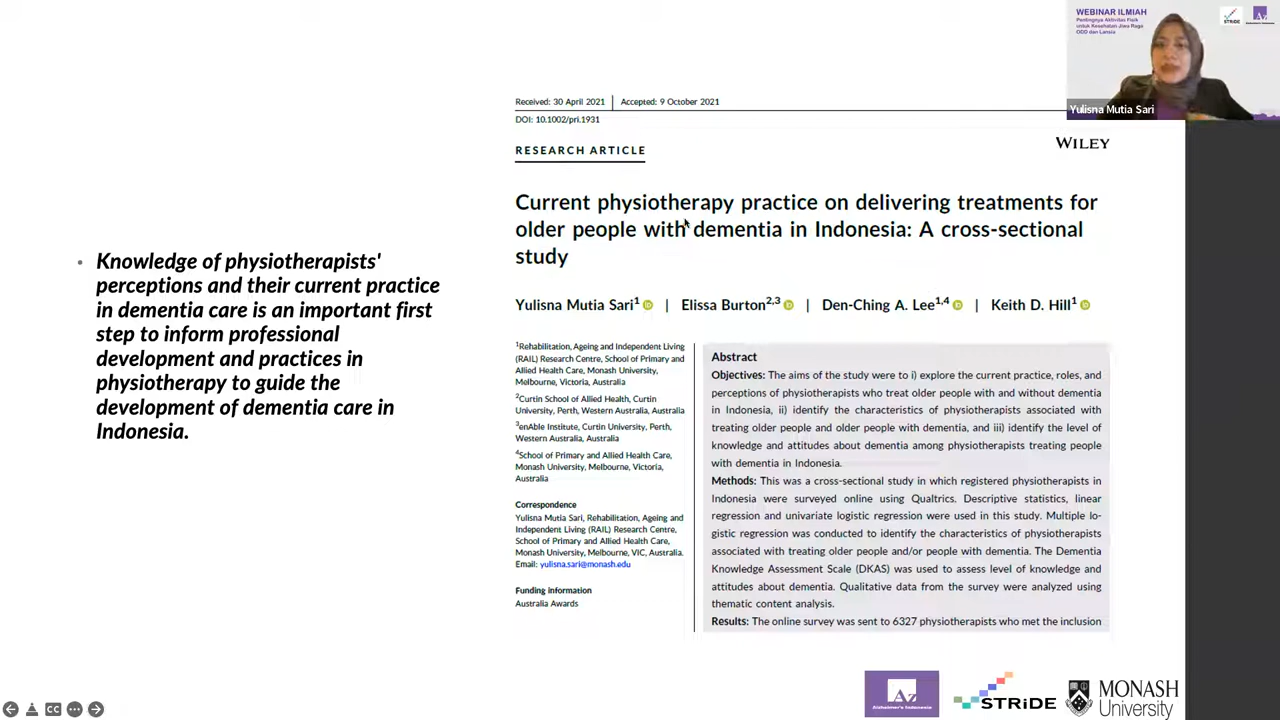 WEBINAR ILMIAH
Pentingnya Aktivitas Fisik
untuk Kesehatan Jiwa Raga
ODD dan Lansia
STRiDE
Az
Yulisna Mutia Sari
Received: 30 April 2021 | Accepted: 9 October 2021
DOI: 10.1002/pri.1931
RESEARCH ARTICLE
WILEY
Current physiotherapy practice on delivering treatments for
older people with dementia in Indonesia: A cross-sectional
study
Yulisna Mutia Sari1 | Elissa Burton2,3 | Den-Ching A. Lee1,4 | Keith D. Hill1
• Knowledge of physiotherapists'
perceptions and their current practice
in dementia care is an important first
step to inform professional
development and practices in
physiotherapy to guide the
development of dementia care in
Indonesia.
1Rehabilitation, Ageing and Independent Living
(RAIL) Research Centre, School of Primary and
Allied Health Care, Monash University,
Melbourne, Victoria, Australia
2Curtin School of Allied Health, Curtin
University, Perth, Western Australia, Australia
3enAble Institute, Curtin University, Perth,
Western Australia, Australia
4School of Primary and Allied Health Care,
Monash University, Melbourne, Victoria,
Australia
Correspondence
Yulisna Mutia Sari, Rehabilitation, Ageing and
Independent Living (RAIL) Research Centre,
School of Primary and Allied Health Care,
Monash University, Melbourne, VIC, Australia.
Email: yulisna.sari@monash.edu
Funding information
Australia Awards
Abstract
Objectives: The aims of the study were to i) explore the current practice, roles, and
perceptions of physiotherapists who treat older people with and without dementia
in Indonesia, ii) identify the characteristics of physiotherapists associated with
treating older people and older people with dementia, and iii) identify the level of
knowledge and attitudes about dementia among physiotherapists treating people
with dementia in Indonesia.
Methods: This was a cross-sectional study in which registered physiotherapists in
Indonesia were surveyed online using Qualtrics. Descriptive statistics, linear
regression and univariate logistic regression were used in this study. Multiple lo-
gistic regression was conducted to identify the characteristics of physiotherapists
associated with treating older people and/or people with dementia. The Dementia
Knowledge Assessment Scale (DKAS) was used to assess level of knowledge and
attitudes about dementia. Qualitative data from the survey were analyzed using
thematic content analysis.
Results: The online survey was sent to 6327 physiotherapists who met the inclusion
Az
Alzheimer's Indonesia
STRiDE
MONASH
University
CC